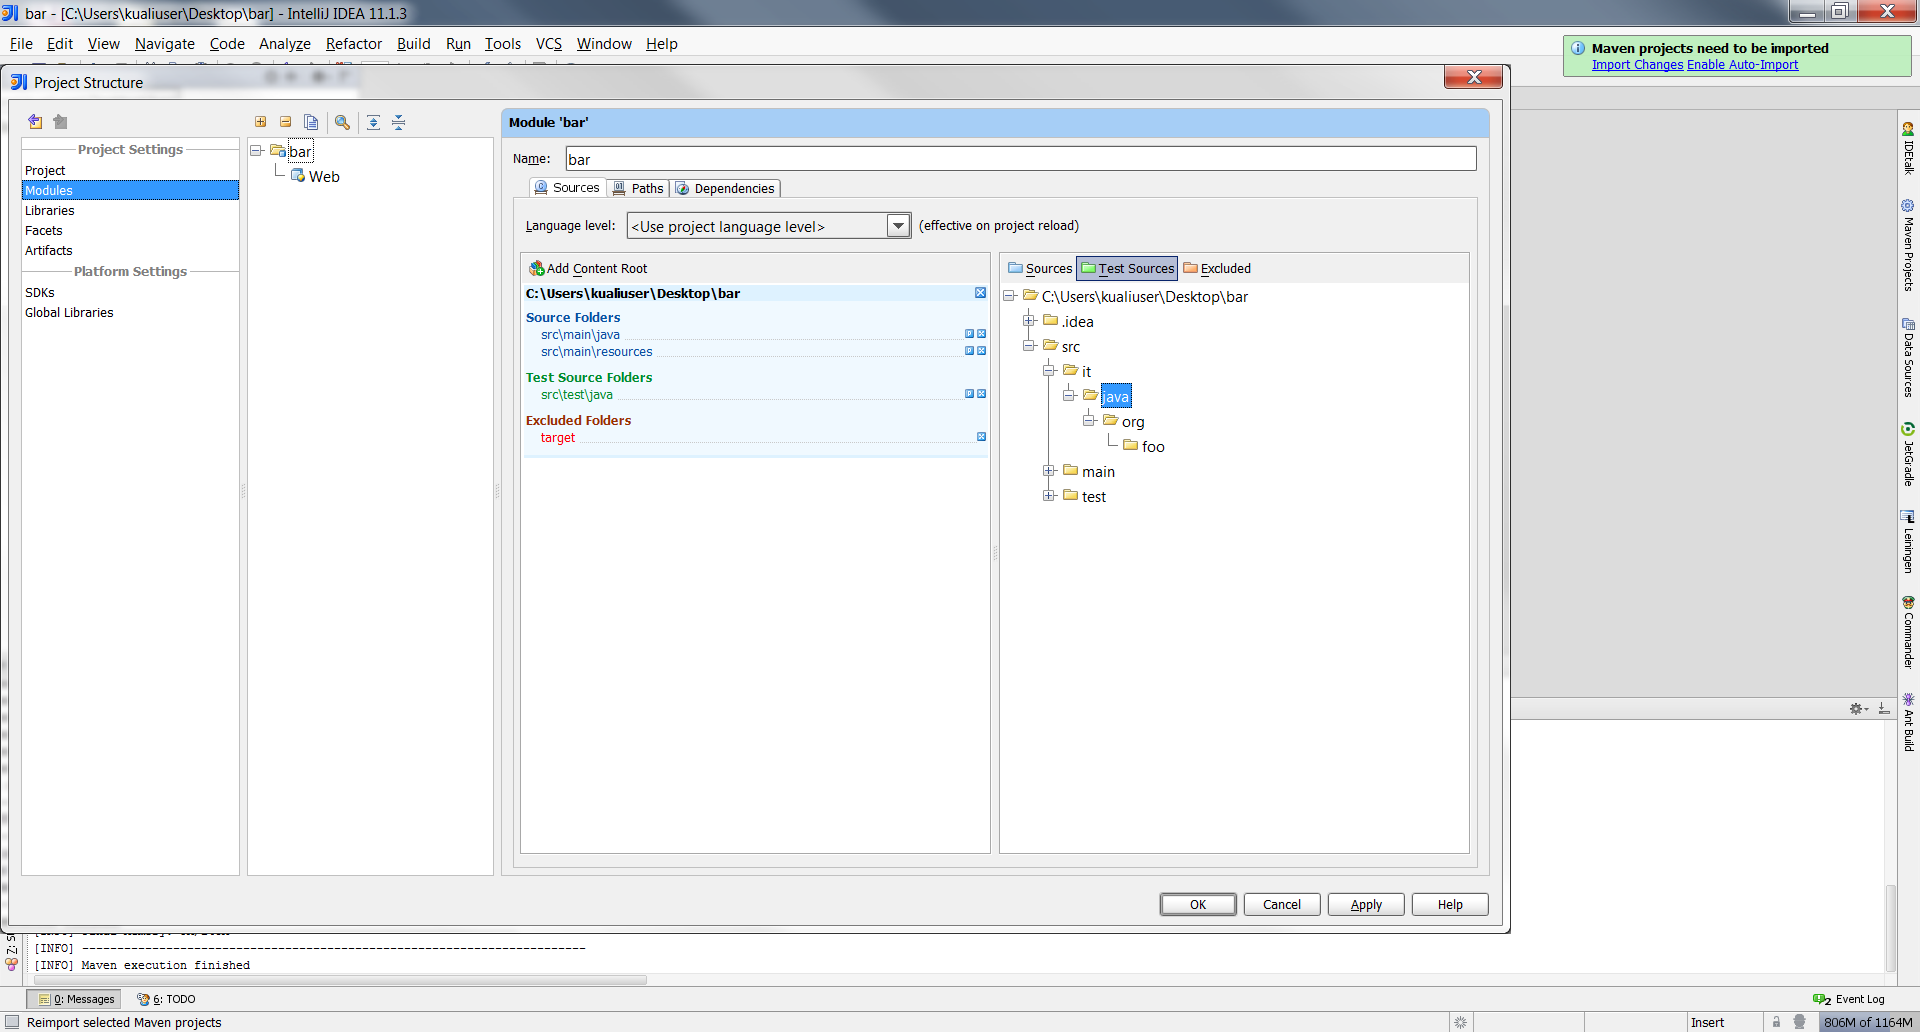 bar - [C:\Users\kualiuser\Desktop\bar] - IntelliJ IDEA 11.1.3
File Edit View Navigate Code Analyze Refactor Build Run Tools VCS Window Help
Maven projects need to be imported
Import Changes Enable Auto-Import
Project Structure
Project Settings
Project
Modules
Libraries
Facets
Artifacts
Platform Settings
SDKs
Global Libraries
bar
Web
Module 'bar'
Name: bar
Sources Paths Dependencies
Language level: <Use project language level> (effective on project reload)
Add Content Root
C:\Users\kualiuser\Desktop\bar
Source Folders
src\main\java
src\main\resources
Test Source Folders
src\test\java
Excluded Folders
target
Sources Test Sources Excluded
C:\Users\kualiuser\Desktop\bar
.idea
src
it
java
org
foo
main
test
OK Cancel Apply Help
IDEtalk
Maven Projects
Data Sources
JetGradle
Leiningen
Commander
Ant Build
[INFO] ------------------------------------------------------------------------
[INFO] Maven execution finished
0: Messages 6: TODO
2 Event Log
Reimport selected Maven projects
Insert
806M of 1164M